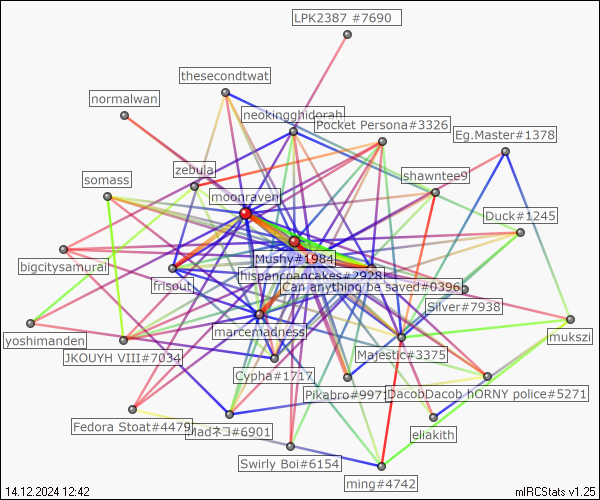 LPK2387 #7690
thesecondtwat
normalwan
neokingghidorah
Pocket Persona#3326
Eg.Master#1378
zebula
shawntee9
somass
moonraven
Duck#1245
Mushy#1984
bigcitysamurai
hispancpancakes#2928
frisout
Can anything be saved#0396
Silver#7938
yoshimanden
marcemadness
mukszi
JKOUYH VIII#7034
Majestic#3375
Cypha#1717
Pikabro#9971
DacobDacob hORNY police#5271
Fedora Stoat#4479
Madネコ#6901
eliakith
Swirly Boi#6154
ming#4742
14.12.2024 12:42
mIRCStats v1.25